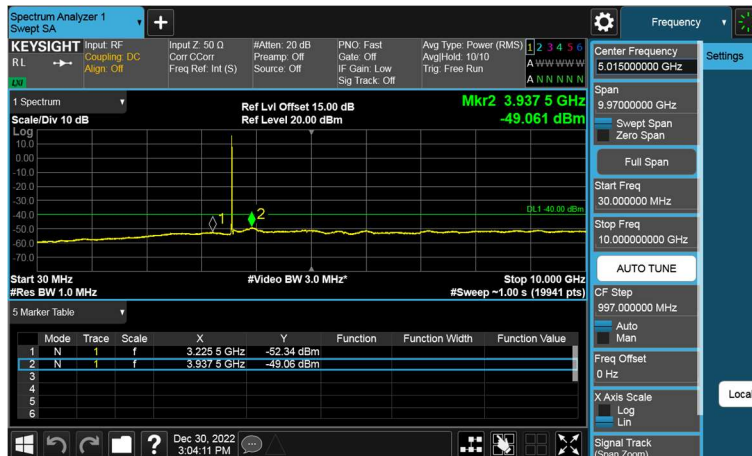 Spectrum Analyzer 1
Swept SA
Frequency
KEYSIGHT
RL
Input: RF
Coupling: DC
Align: Off
Input Z: 50 Ω
Corr CCorr
Freq Ref: Int (S)
#Atten: 20 dB
Preamp: Off
Source: Off
PNO: Fast
Gate: Off
IF Gain: Low
Sig Track: Off
Avg Type: Power (RMS)
Avg|Hold: 10/10
Trig: Free Run
1 2 3 4 5 6
A W W W W W
A N N N N N
LXI
1 Spectrum
Scale/Div 10 dB
Ref Lvl Offset 15.00 dB
Ref Level 20.00 dBm
Mkr2 3.937 5 GHz
-49.061 dBm
Log
10.0
0.00
-10.0
-20.0
-30.0
-40.0
-50.0
-60.0
-70.0
1
2
DL1 -40.00 dBm
Start 30 MHz
#Res BW 1.0 MHz
#Video BW 3.0 MHz*
Stop 10.000 GHz
#Sweep ~1.00 s (19941 pts)
5 Marker Table
Mode Trace Scale X Y Function Function Width Function Value
1 N 1 f 3.225 5 GHz -52.34 dBm
2 N 1 f 3.937 5 GHz -49.06 dBm
3
4
5
6
Dec 30, 2022
3:04:11 PM
Center Frequency
5.015000000 GHz
Settings
Span
9.97000000 GHz
Swept Span
Zero Span
Full Span
Start Freq
30.000000 MHz
Stop Freq
10.000000000 GHz
AUTO TUNE
CF Step
997.000000 MHz
Auto
Man
Freq Offset
0 Hz
X Axis Scale
Log
Lin
Local
Signal Track
(Span Zoom)